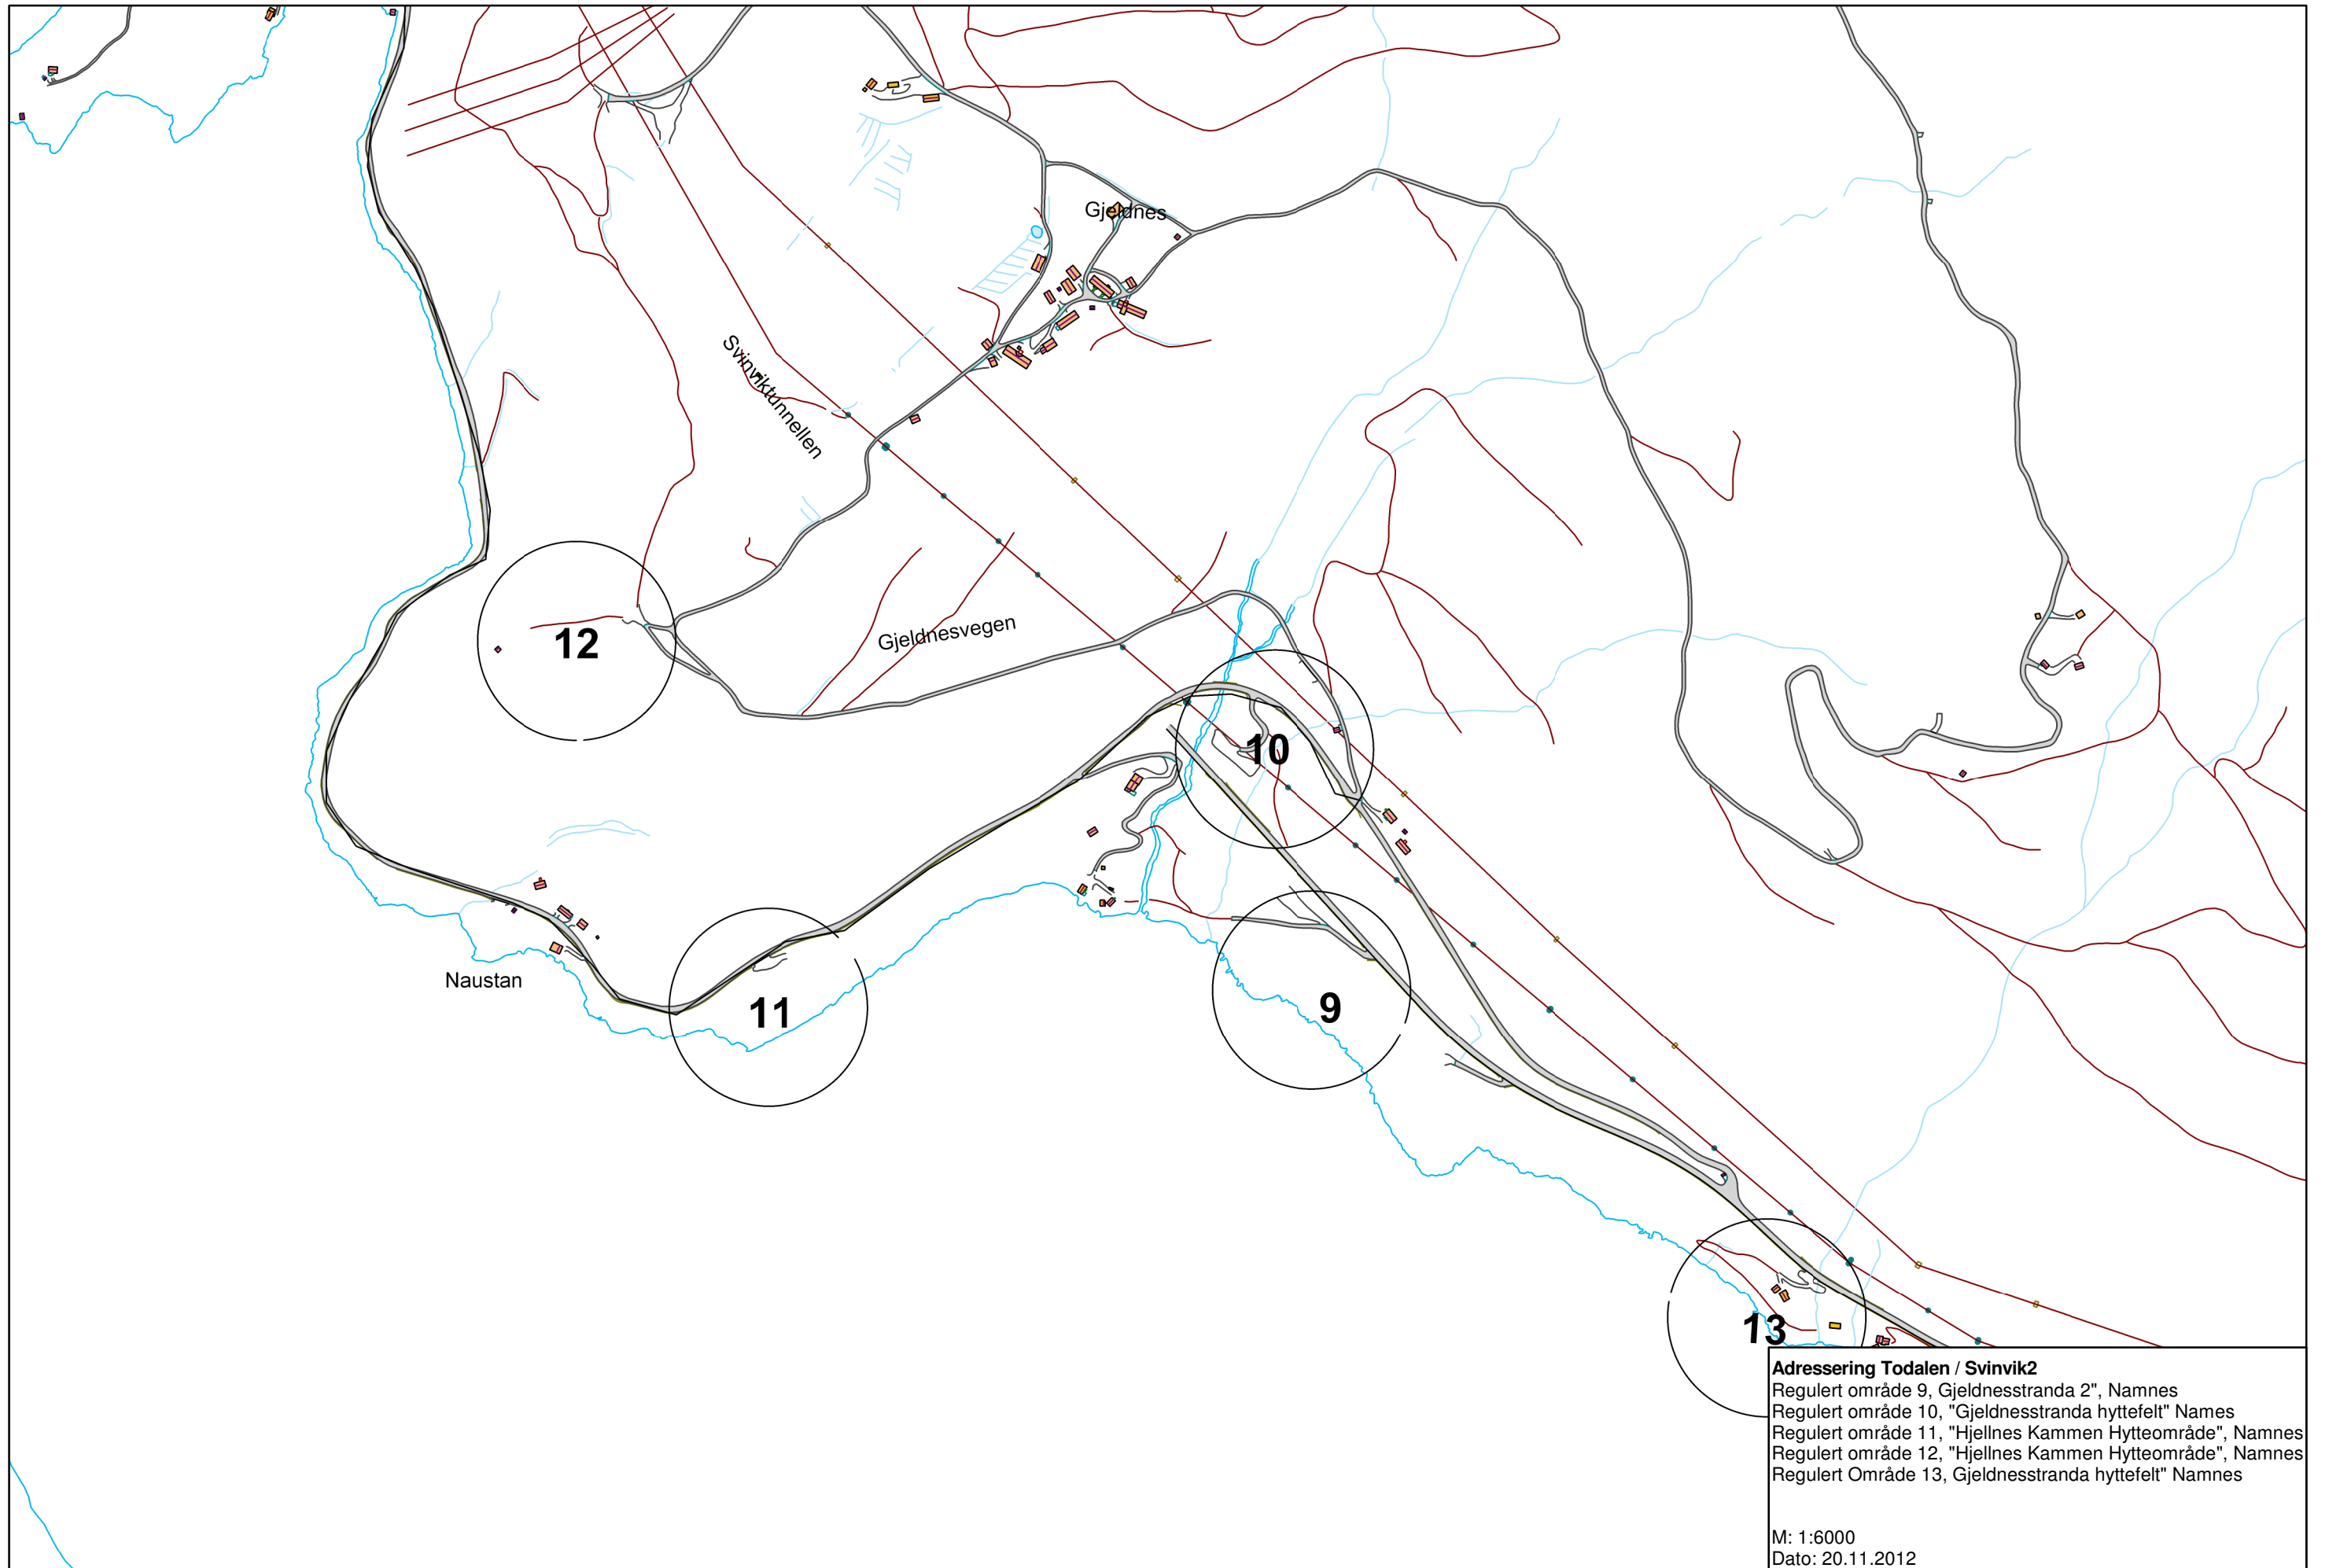 Gjeldnes
Svinviktunnellen
Gjeldnesvegen
12
10
Naustan
11
9
13
Adressering Todalen / Svinvik2
Regulert område 9, Gjeldnesstranda 2", Namnes
Regulert område 10, "Gjeldnesstranda hyttefelt" Names
Regulert område 11, "Hjellnes Kammen Hytteområde", Namnes
Regulert område 12, "Hjellnes Kammen Hytteområde", Namnes
Regulert Område 13, Gjeldnesstranda hyttefelt" Namnes
M: 1:6000
Dato: 20.11.2012